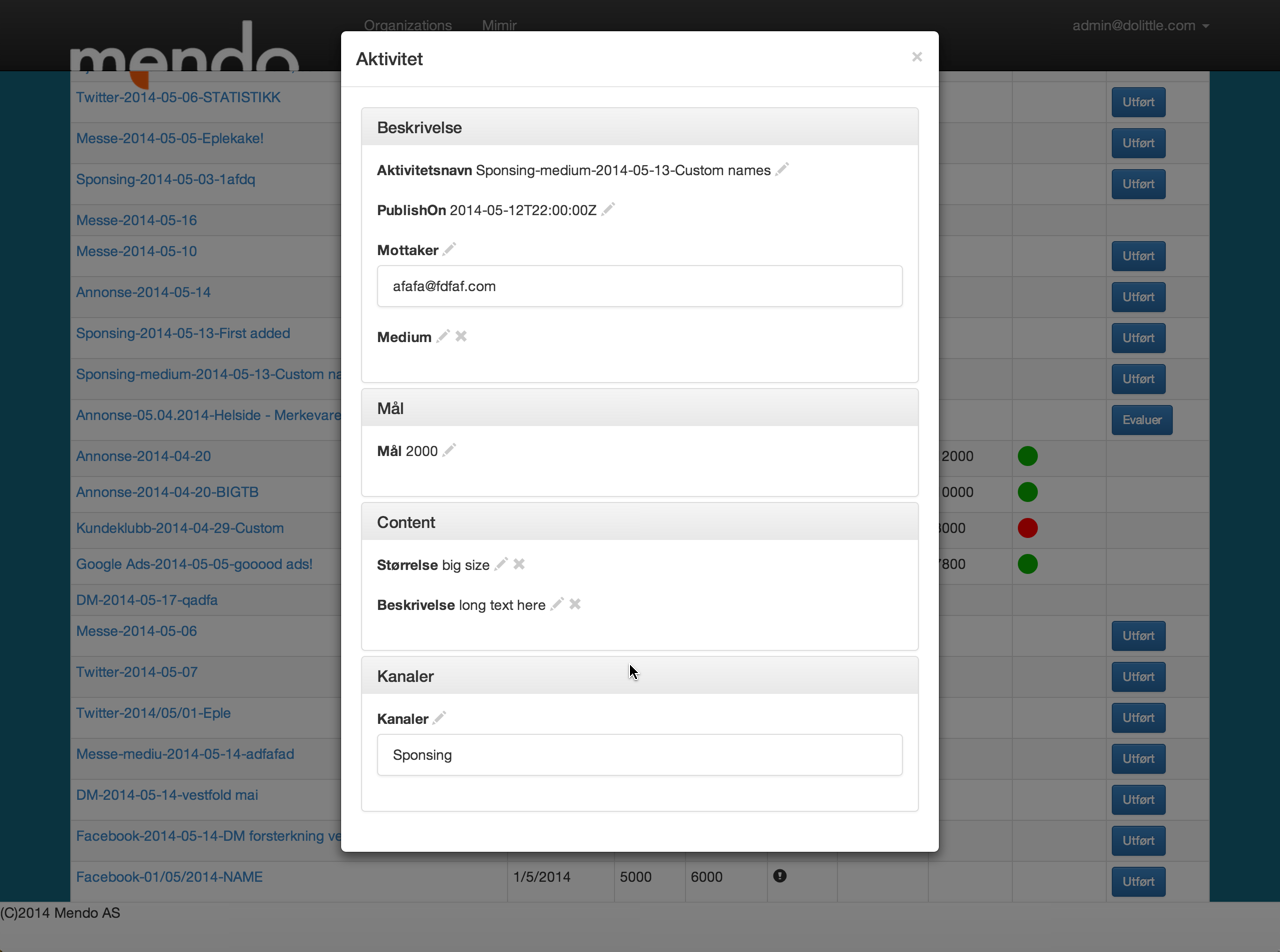 Organizations Mimir admin@dolittle.com
mendo
Aktivitet ×
Twitter-2014-05-06-STATISTIKK Utført
Beskrivelse
Messe-2014-05-05-Eplekake! Utført
Aktivitetsnavn Sponsing-medium-2014-05-13-Custom names
Sponsing-2014-05-03-1afdq Utført
PublishOn 2014-05-12T22:00:00Z
Messe-2014-05-16
Mottaker
Messe-2014-05-10 Utført
afafa@fdfaf.com
Annonse-2014-05-14 Utført
Sponsing-2014-05-13-First added Utført
Medium
Sponsing-medium-2014-05-13-Custom na Utført
Mål
Annonse-05.04.2014-Helside - Merkevare Evaluer
Mål 2000
Annonse-2014-04-20 2000
Annonse-2014-04-20-BIGTB 0000
Content
Kundeklubb-2014-04-29-Custom 000
Størrelse big size
Google Ads-2014-05-05-gooood ads! 7800
DM-2014-05-17-qadfa
Beskrivelse long text here
Messe-2014-05-06 Utført
Twitter-2014-05-07 Utført
Kanaler
Twitter-2014/05/01-Eple Utført
Kanaler
Messe-mediu-2014-05-14-adfafad Utført
Sponsing
DM-2014-05-14-vestfold mai Utført
Facebook-2014-05-14-DM forsterkning ve Utført
Facebook-01/05/2014-NAME 1/5/2014 5000 6000 Utført
(C)2014 Mendo AS